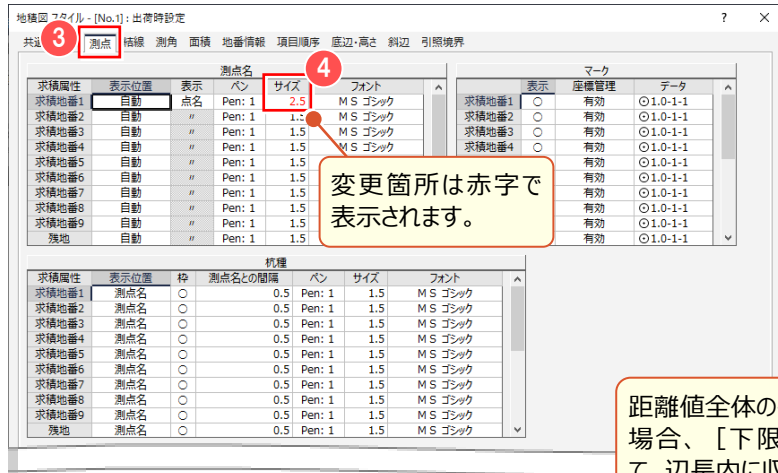 地積図 スタイル - [No.1] : 出荷時設定 ? ×
共通 3 測点 結線 測角 面積 地番情報 項目順序 底辺・高さ 斜辺 引照境界
4
測点名
求積属性 表示位置 表示 ペン サイズ フォント
求積地番1 自動 点名 Pen: 1 2.5 ＭＳ ゴシック
求積地番2 自動 〃 Pen: 1 1.5 ＭＳ ゴシック
求積地番3 自動 〃 Pen: 1 1.5 ＭＳ ゴシック
求積地番4 自動 〃 Pen: 1 1.5 ＭＳ ゴシック
求積地番5 自動 〃 Pen: 1 1.5
求積地番6 自動 〃 Pen: 1 1.5
求積地番7 自動 〃 Pen: 1 1.5
求積地番8 自動 〃 Pen: 1 1.5
求積地番9 自動 〃 Pen: 1 1.5
残地 自動 〃 Pen: 1 1.5
マーク
表示 座標管理 データ
求積地番1 ○ 有効 ⊙1.0-1-1
求積地番2 ○ 有効 ⊙1.0-1-1
求積地番3 ○ 有効 ⊙1.0-1-1
求積地番4 ○ 有効 ⊙1.0-1-1
有効 ⊙1.0-1-1
有効 ⊙1.0-1-1
有効 ⊙1.0-1-1
有効 ⊙1.0-1-1
有効 ⊙1.0-1-1
有効 ⊙1.0-1-1
変更箇所は赤字で
表示されます。
杭種
求積属性 表示位置 枠 測点名との間隔 ペン サイズ フォント
求積地番1 測点名 ○ 0.5 Pen: 1 1.5 ＭＳ ゴシック
求積地番2 測点名 ○ 0.5 Pen: 1 1.5 ＭＳ ゴシック
求積地番3 測点名 ○ 0.5 Pen: 1 1.5 ＭＳ ゴシック
求積地番4 測点名 ○ 0.5 Pen: 1 1.5 ＭＳ ゴシック
求積地番5 測点名 ○ 0.5 Pen: 1 1.5 ＭＳ ゴシック
求積地番6 測点名 ○ 0.5 Pen: 1 1.5 ＭＳ ゴシック
求積地番7 測点名 ○ 0.5 Pen: 1 1.5 ＭＳ ゴシック
求積地番8 測点名 ○ 0.5 Pen: 1 1.5 ＭＳ ゴシック
求積地番9 測点名 ○ 0.5 Pen: 1 1.5 ＭＳ ゴシック
残地 測点名 ○ 0.5 Pen: 1 1.5 ＭＳ ゴシック
距離値全体の
場合、［下限
て、辺長内に収